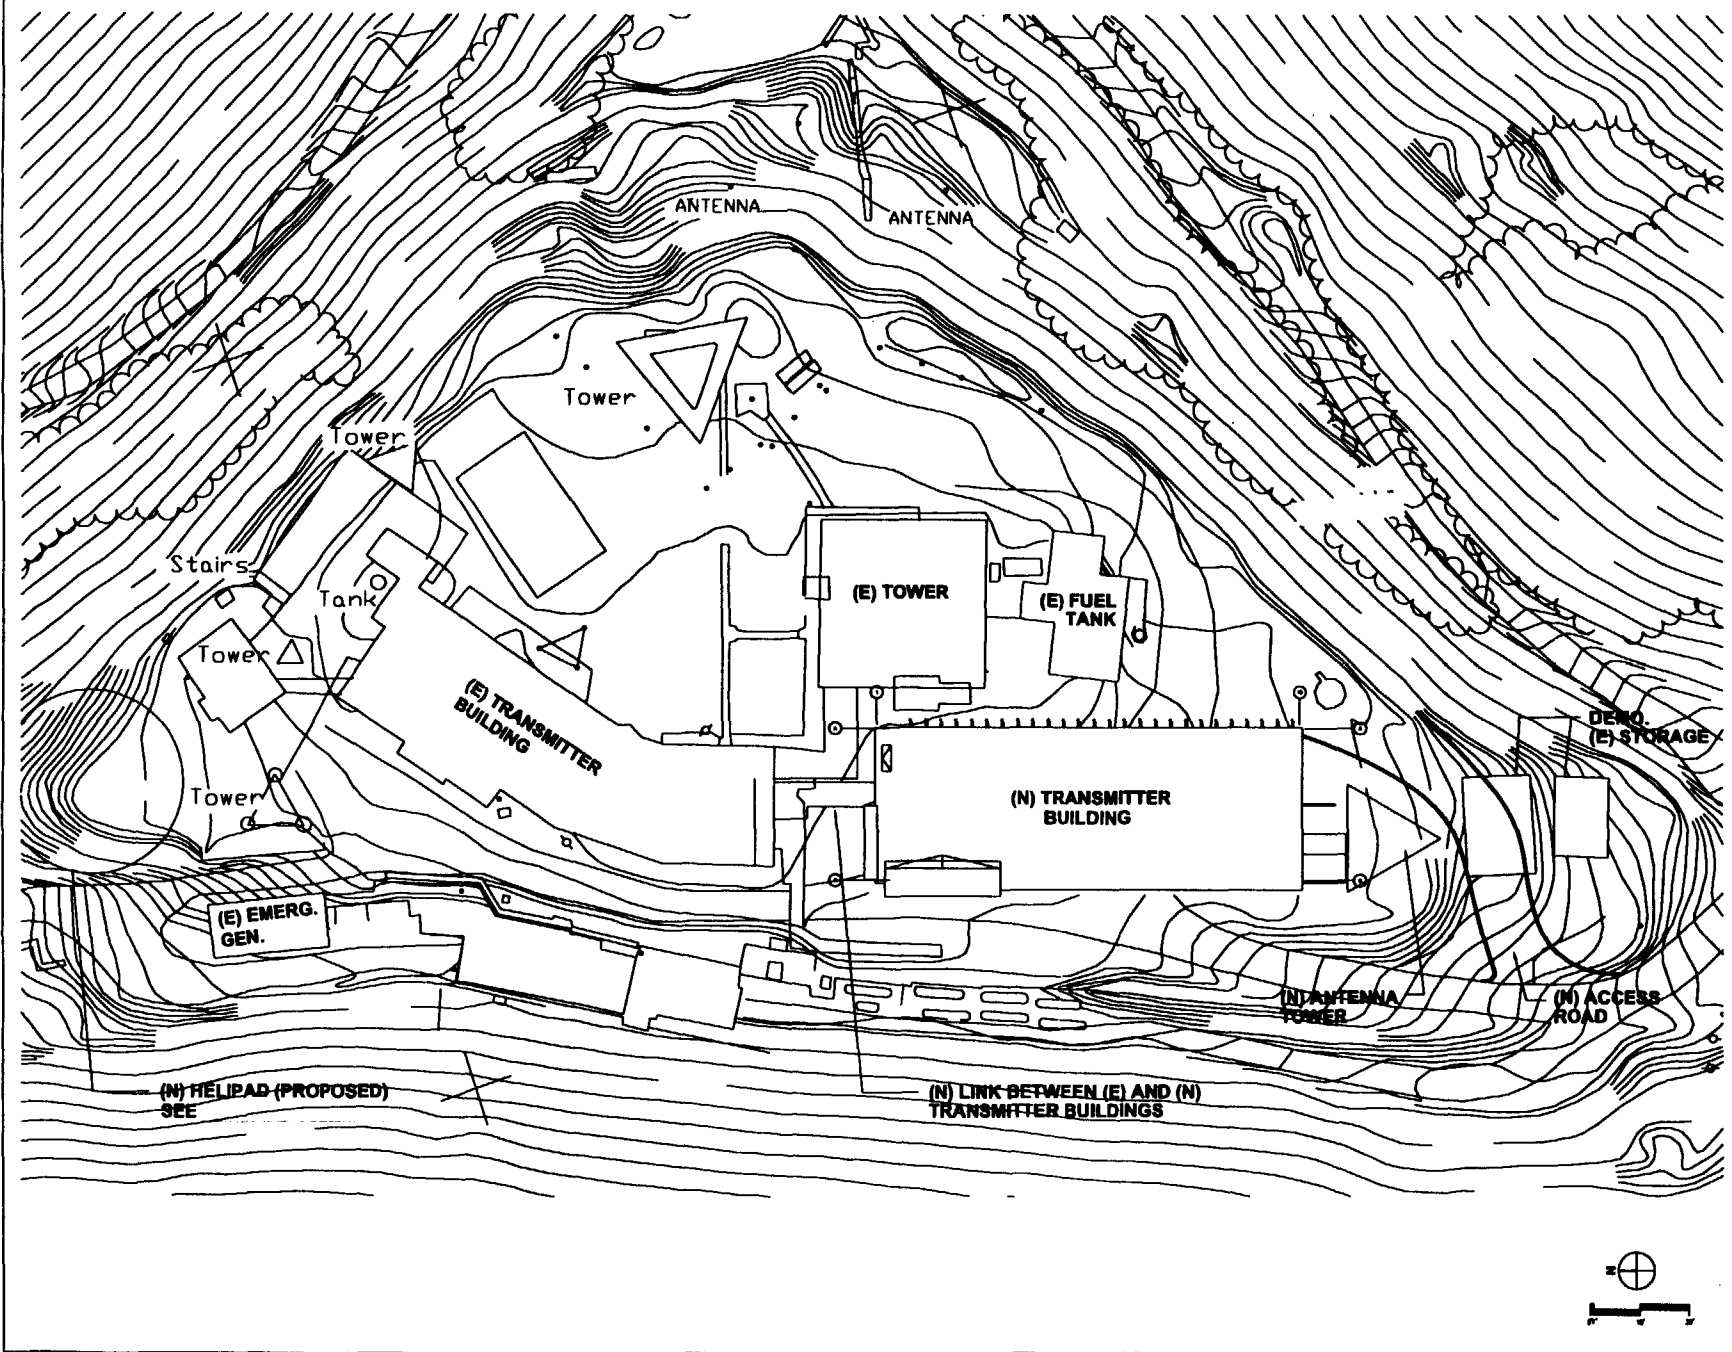 ANTENNA
ANTENNA
Tower
Tower
Stairs
Tank
(E) TOWER
(E) FUEL
TANK
Tower
(E) TRANSMITTER
BUILDING
DEMO.
(E) STORAGE
Tower
(N) TRANSMITTER
BUILDING
(E) EMERG.
GEN.
(N) ANTENNA
TOWER
(N) ACCESS
ROAD
(N) HELIPAD (PROPOSED)
SEE
(N) LINK BETWEEN (E) AND (N)
TRANSMITTER BUILDINGS
N